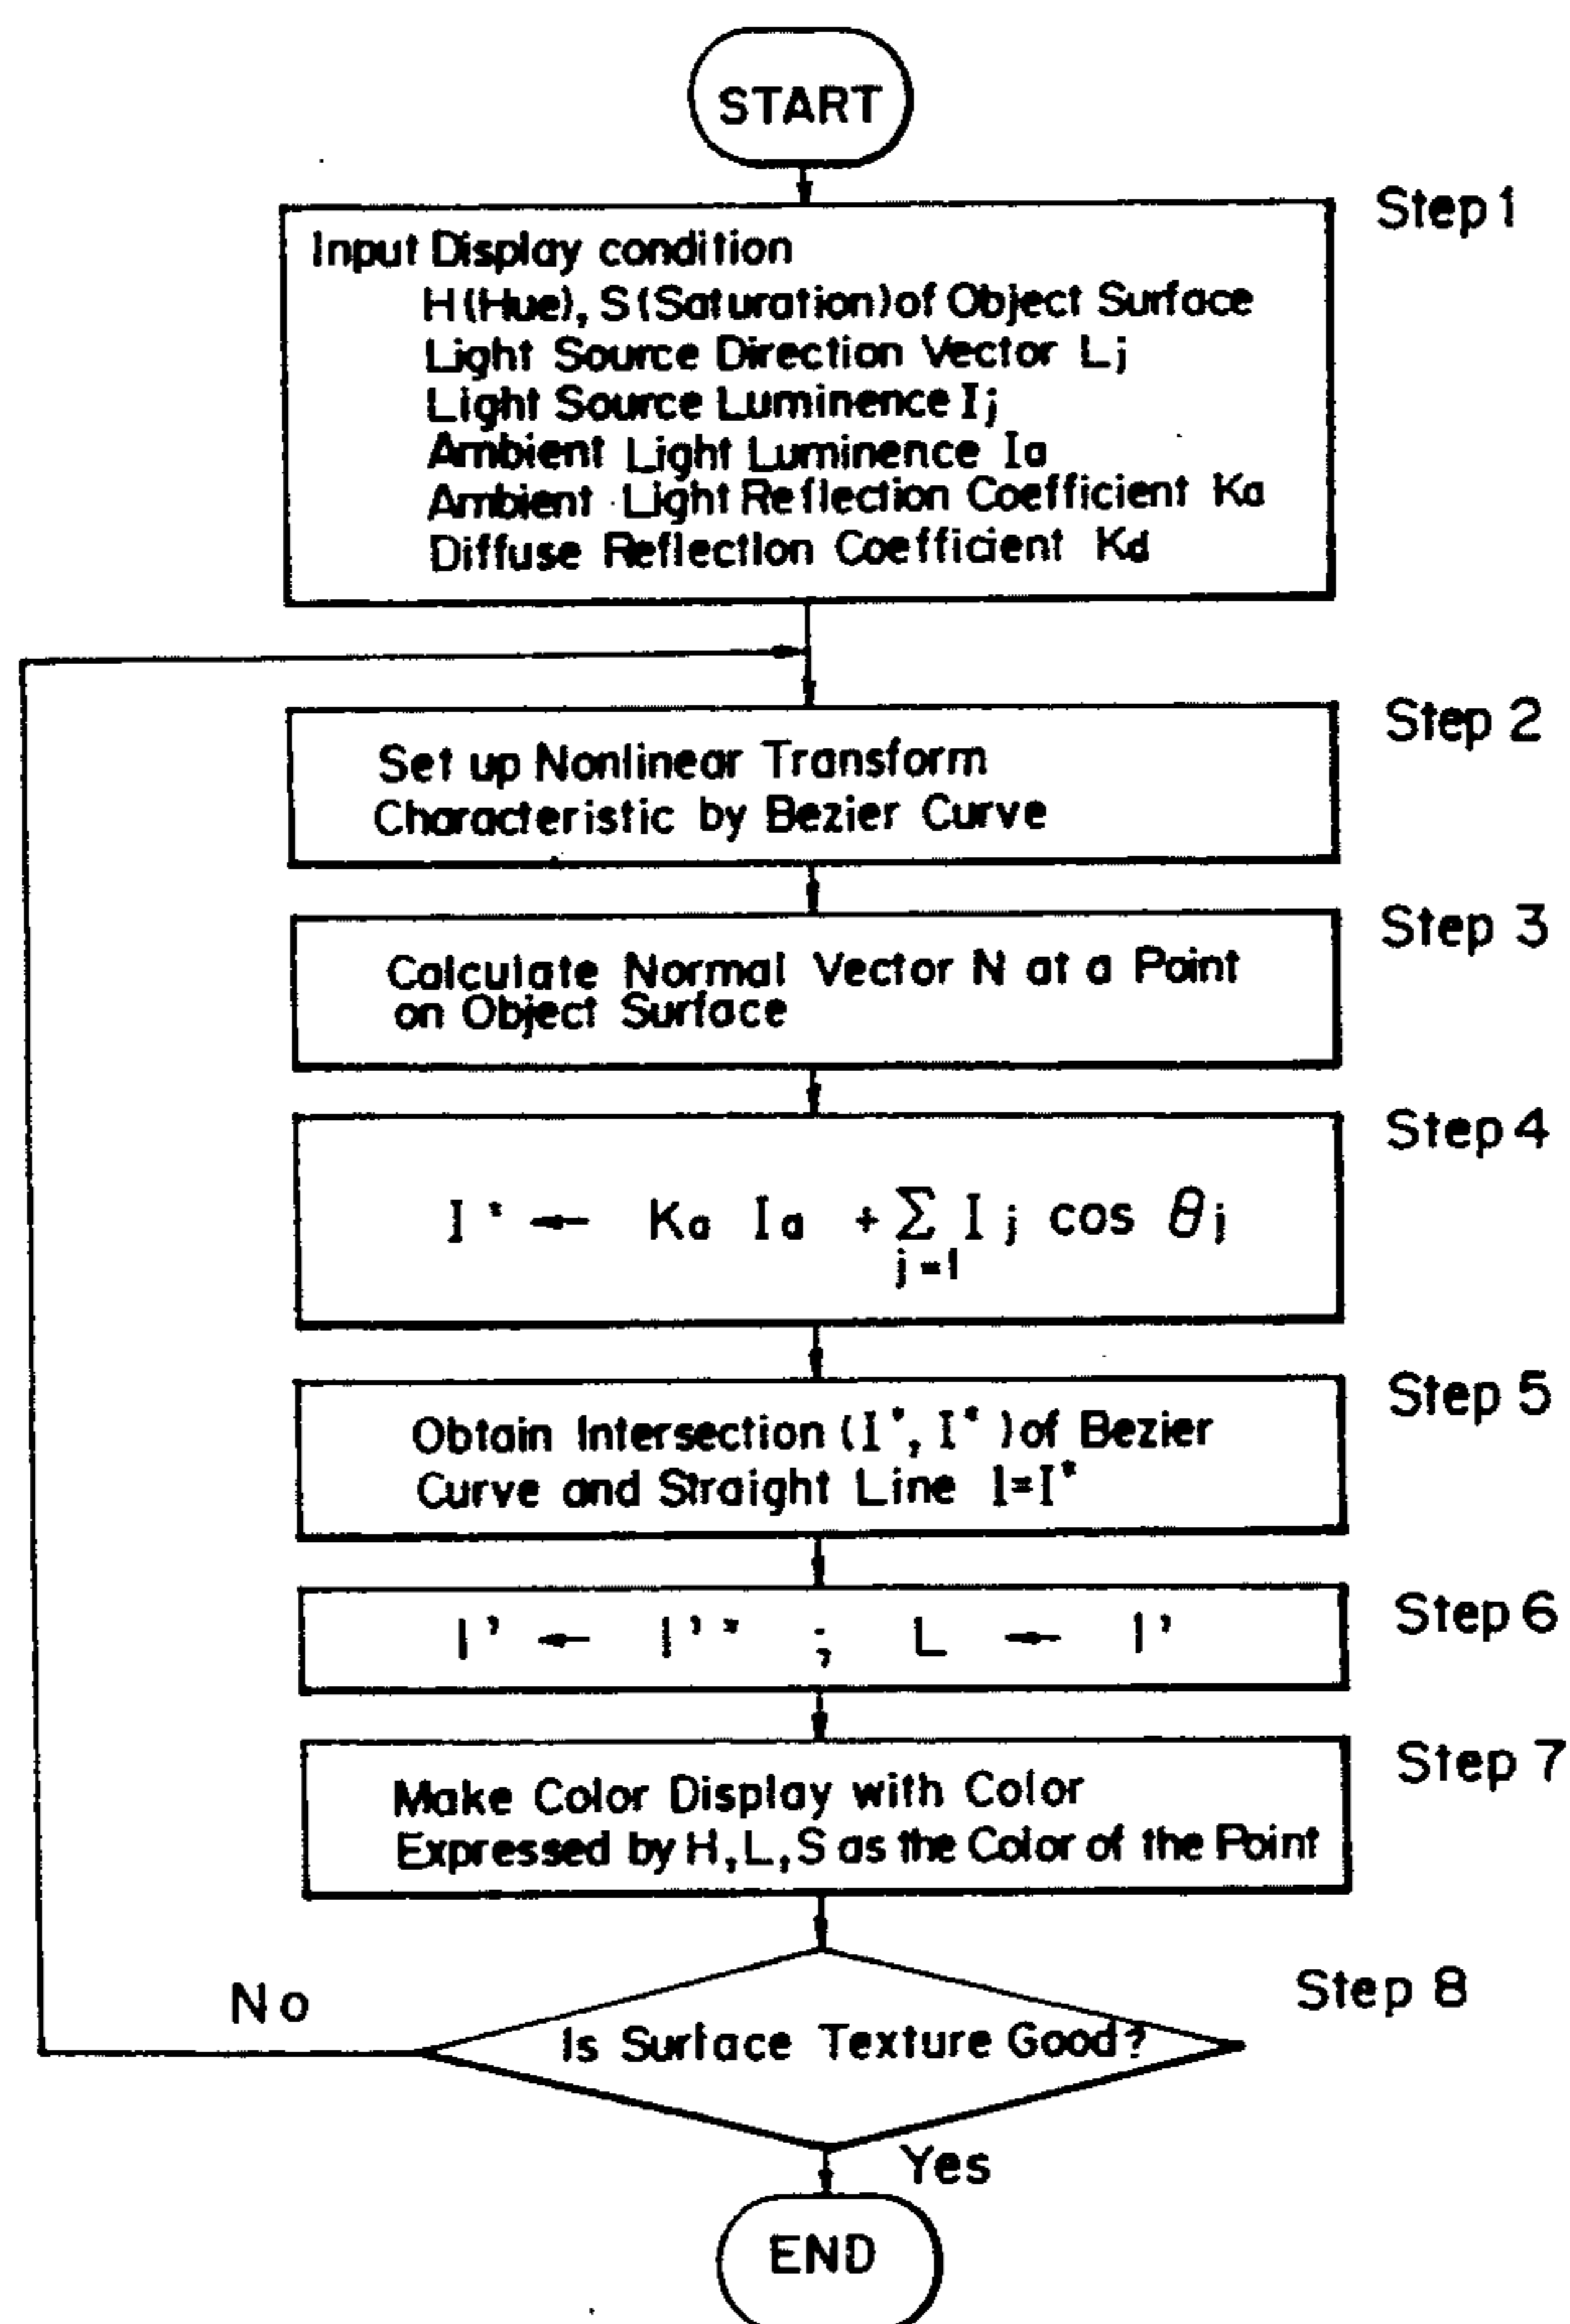 START
Step 1
Input Display condition
H (Hue), S (Saturation) of Object Surface
Light Source Direction Vector Lj
Light Source Luminence Ij
Ambient Light Luminence Ia
Ambient Light Reflection Coefficient Ka
Diffuse Reflection Coefficient Kd
Step 2
Set up Nonlinear Transform
Characteristic by Bezier Curve
Step 3
Calculate Normal Vector N at a Point
on Object Surface
Step 4
I* ← Ka Ia + Σ Ij cos θj
j=1
Step 5
Obtain Intersection (I*, I*) of Bezier
Curve and Straight Line I=I*
Step 6
I' ← I'* ; L ← I'
Step 7
Make Color Display with Color
Expressed by H, L, S as the Color of the Point
Step 8
No
Is Surface Texture Good?
Yes
END